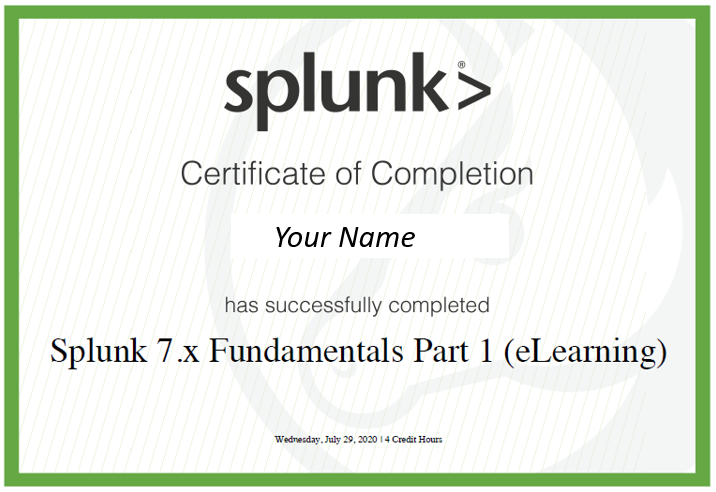 splunk®>
Certificate of Completion
Your Name
has successfully completed
Splunk 7.x Fundamentals Part 1 (eLearning)
Wednesday, July 29, 2020 | 4 Credit Hours